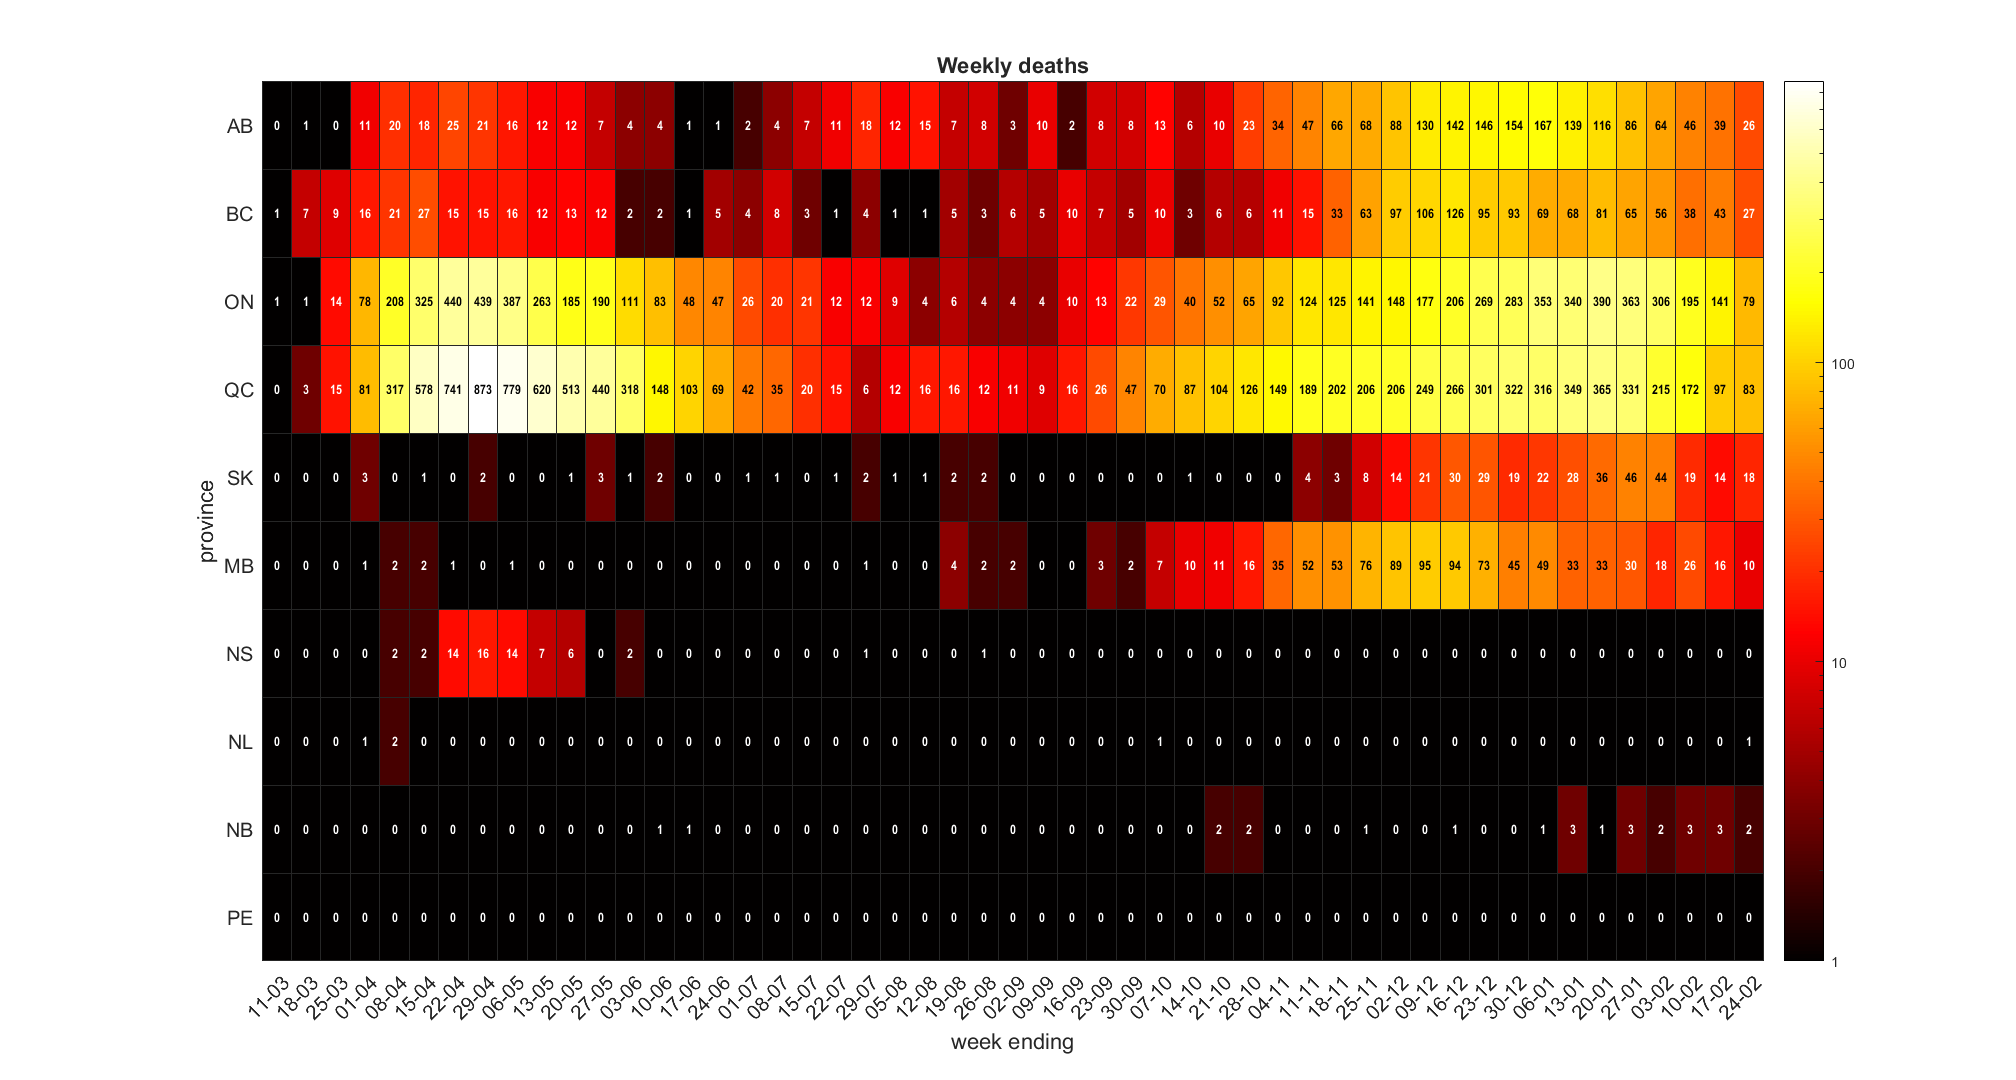 Weekly deaths
AB 0 1 0 11 20 18 25 21 16 12 12 7 4 4 1 1 2 4 7 11 18 12 15 7 8 3 10 2 8 8 13 6 10 23 34 47 66 68 88 130 142 146 154 167 139 116 86 64 46 39 26
BC 1 7 9 16 21 27 15 15 16 12 13 12 2 2 1 5 4 8 3 1 4 1 1 5 3 6 5 10 7 5 10 3 6 6 11 15 33 63 97 106 126 95 93 69 68 81 65 56 38 43 27
ON 1 1 14 78 208 325 440 439 387 263 185 190 111 83 48 47 26 20 21 12 12 9 4 6 4 4 4 10 13 22 29 40 52 65 92 124 125 141 148 177 206 269 283 353 340 390 363 306 195 141 79
QC 0 3 15 81 317 578 741 873 779 620 513 440 318 148 103 69 42 35 20 15 6 12 16 16 12 11 9 16 26 47 70 87 104 126 149 189 202 206 206 249 266 301 322 316 349 365 331 215 172 97 83
100
SK 0 0 0 3 0 1 0 2 0 0 1 3 1 2 0 0 1 1 0 1 2 1 1 2 2 0 0 0 0 0 0 1 0 0 0 4 3 8 14 21 30 29 19 22 28 36 46 44 19 14 18
province
MB 0 0 0 1 2 2 1 0 1 0 0 0 0 0 0 0 0 0 0 0 1 0 0 4 2 2 0 0 3 2 7 10 11 16 35 52 53 76 89 95 94 73 45 49 33 33 30 18 26 16 10
NS 0 0 0 0 2 2 14 16 14 7 6 0 2 0 0 0 0 0 0 0 1 0 0 0 1 0 0 0 0 0 0 0 0 0 0 0 0 0 0 0 0 0 0 0 0 0 0 0 0 0 0
10
NL 0 0 0 1 2 0 0 0 0 0 0 0 0 0 0 0 0 0 0 0 0 0 0 0 0 0 0 0 0 0 1 0 0 0 0 0 0 0 0 0 0 0 0 0 0 0 0 0 0 0 1
NB 0 0 0 0 0 0 0 0 0 0 0 0 0 1 1 0 0 0 0 0 0 0 0 0 0 0 0 0 0 0 0 0 2 2 0 0 0 1 0 0 1 0 0 1 3 1 3 2 3 3 2
PE 0 0 0 0 0 0 0 0 0 0 0 0 0 0 0 0 0 0 0 0 0 0 0 0 0 0 0 0 0 0 0 0 0 0 0 0 0 0 0 0 0 0 0 0 0 0 0 0 0 0 0
1
11-03 18-03 25-03 01-04 08-04 15-04 22-04 29-04 06-05 13-05 20-05 27-05 03-06 10-06 17-06 24-06 01-07 08-07 15-07 22-07 29-07 05-08 12-08 19-08 26-08 02-09 09-09 16-09 23-09 30-09 07-10 14-10 21-10 28-10 04-11 11-11 18-11 25-11 02-12 09-12 16-12 23-12 30-12 06-01 13-01 20-01 27-01 03-02 10-02 17-02 24-02
week ending